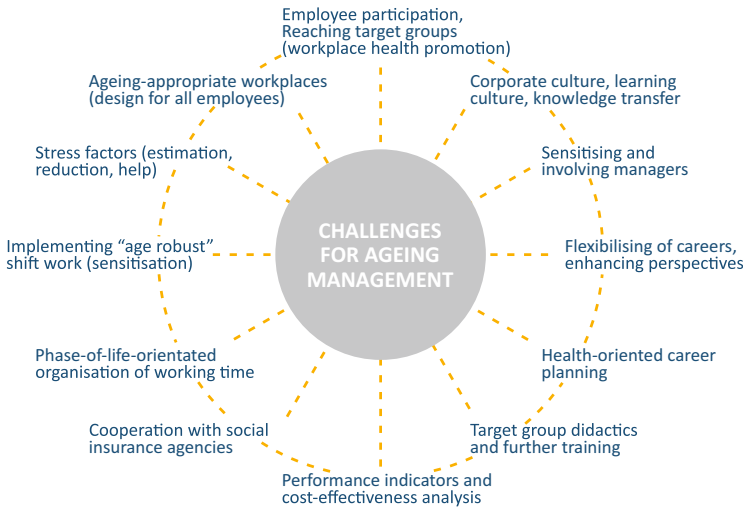 Employee participation,
Reaching target groups
(workplace health promotion)
Corporate culture, learning
culture, knowledge transfer
Sensitising and
involving managers
Flexibilising of careers,
enhancing perspectives
Health-oriented career
planning
Target group didactics
and further training
Performance indicators and
cost-effectiveness analysis
Cooperation with social
insurance agencies
Phase-of-life-orientated
organisation of working time
Implementing “age robust”
shift work (sensitisation)
Stress factors (estimation,
reduction, help)
Ageing-appropriate workplaces
(design for all employees)
CHALLENGES
FOR AGEING
MANAGEMENT